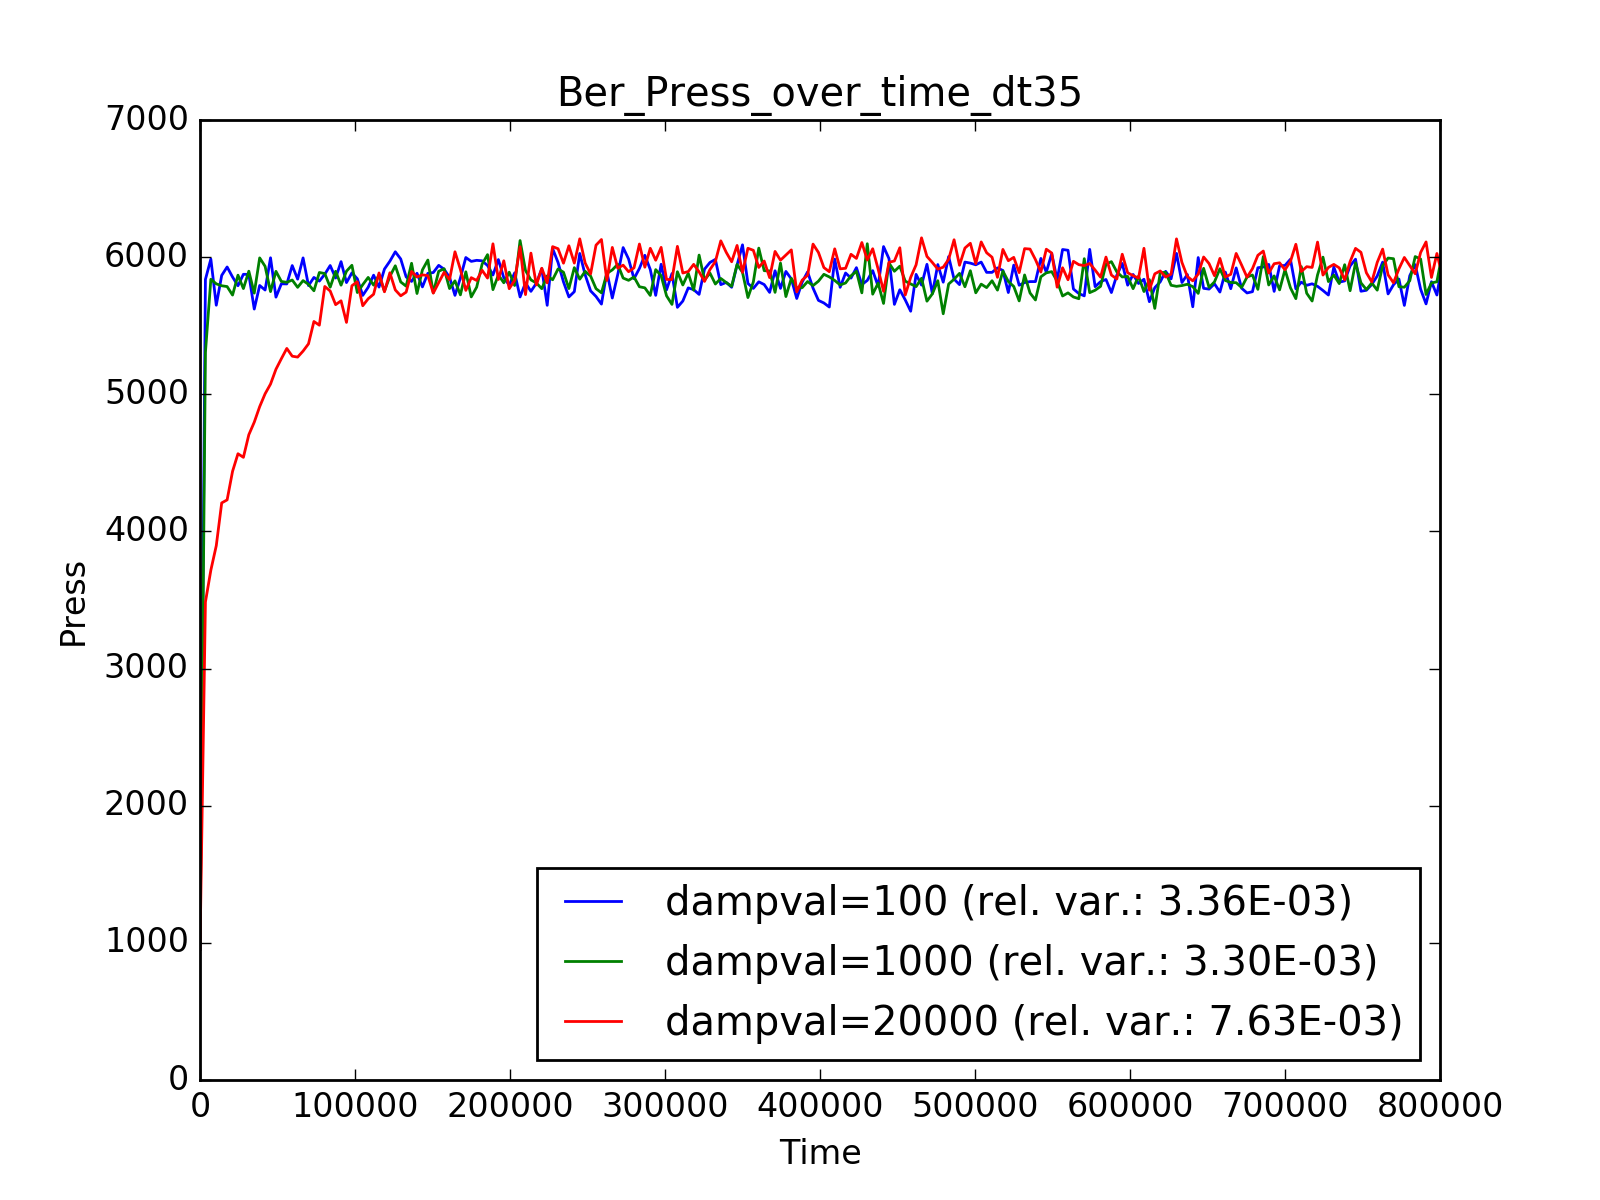 Ber_Press_over_time_dt35
7000
6000
5000
4000
3000
2000
1000
0
Press
dampval=100 (rel. var.: 3.36E-03)
dampval=1000 (rel. var.: 3.30E-03)
dampval=20000 (rel. var.: 7.63E-03)
0 100000 200000 300000 400000 500000 600000 700000 800000
Time